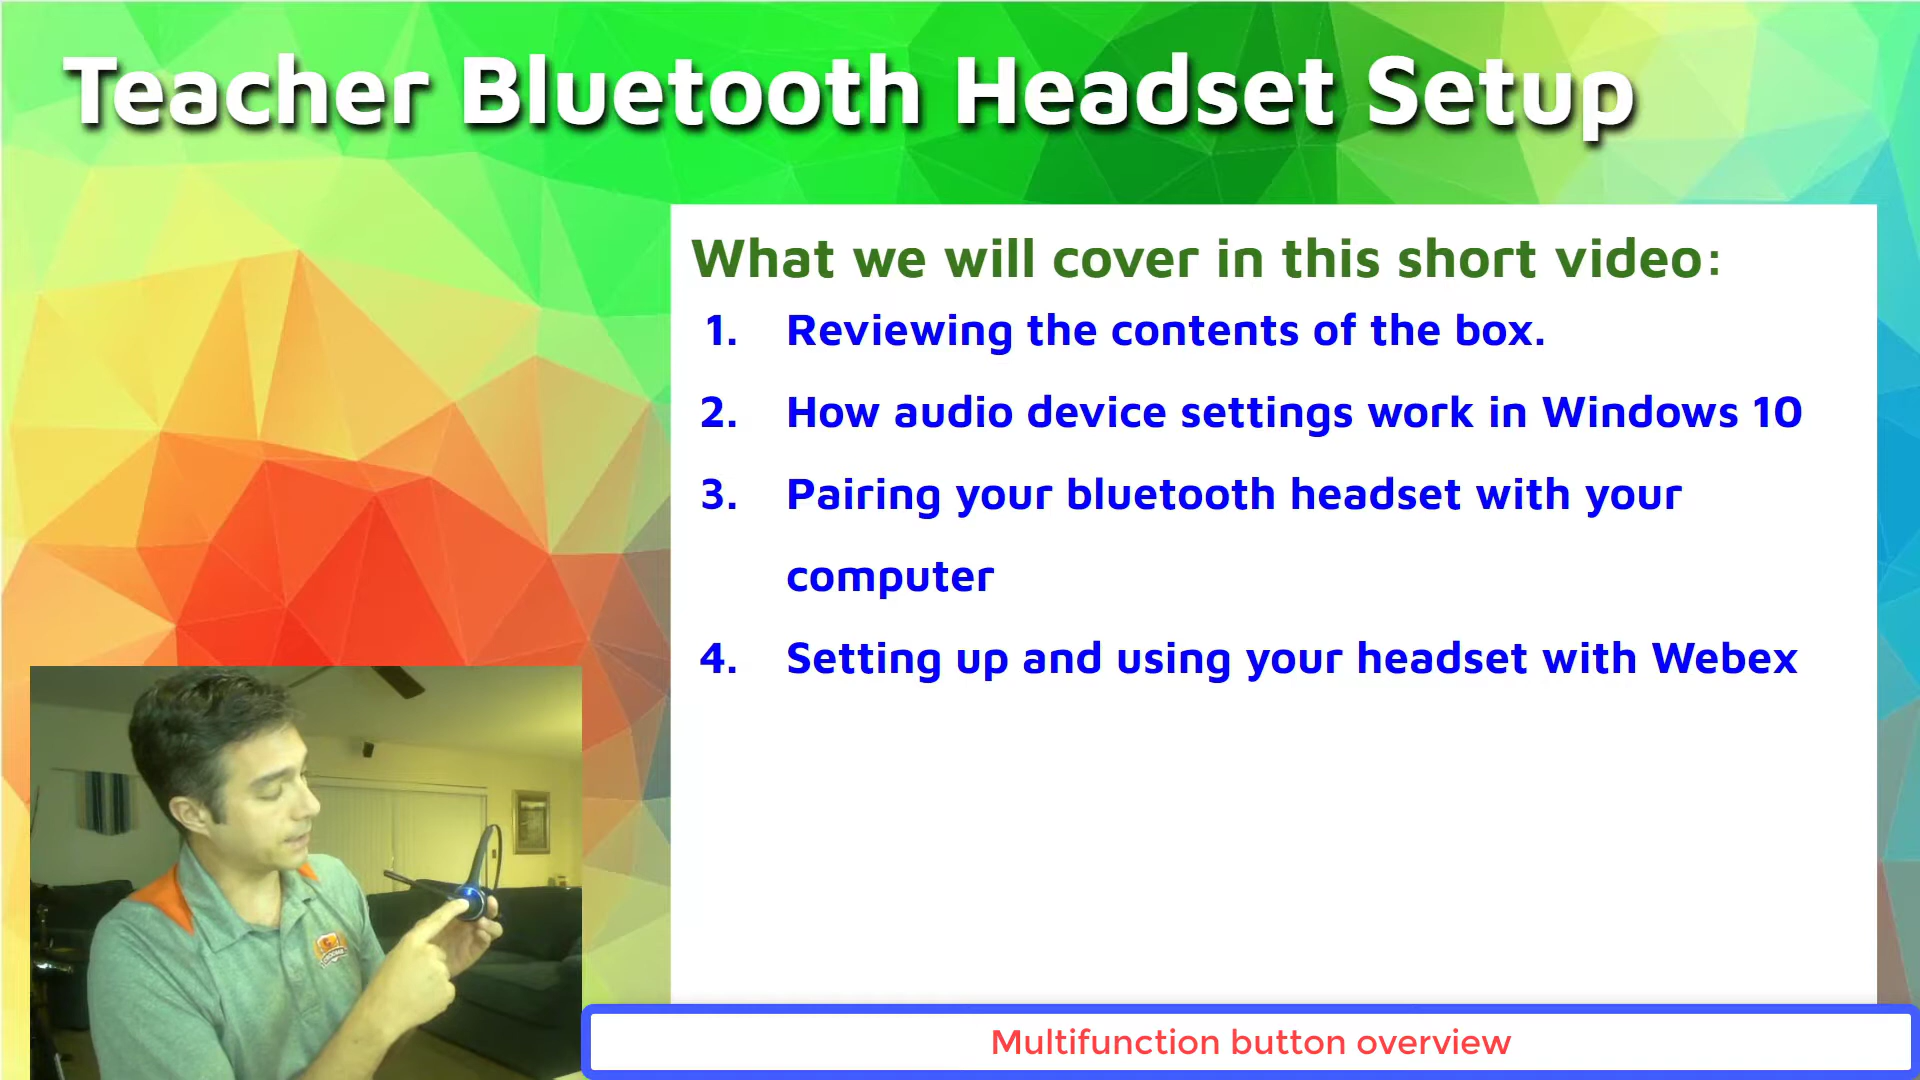 Teacher Bluetooth Headset Setup
What we will cover in this short video:
1. Reviewing the contents of the box.
2. How audio device settings work in Windows 10
3. Pairing your bluetooth headset with your
computer
4. Setting up and using your headset with Webex
Multifunction button overview